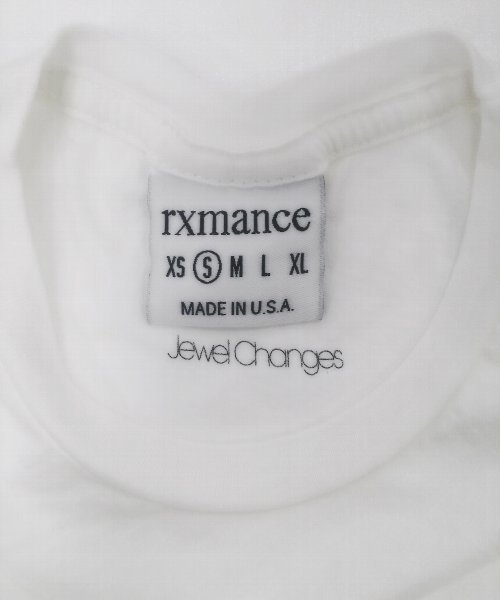 rxmance
XS S M L XL
MADE IN U.S.A.
Jewel Changes